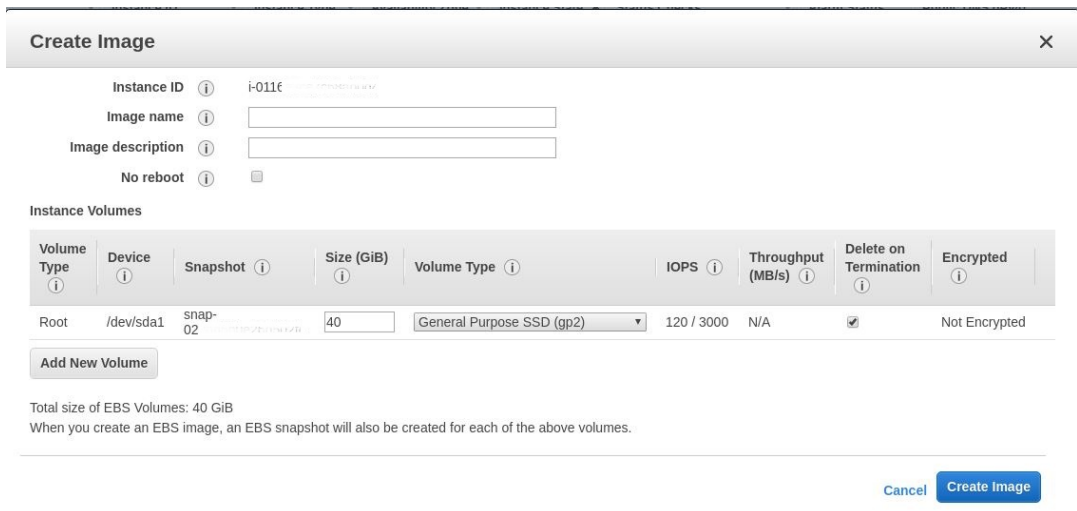 Create Image
Instance ID
i-0116
Image name
Image description
No reboot
Instance Volumes
Volume Type Device Snapshot Size (GiB) Volume Type IOPS Throughput (MB/s) Delete on Termination Encrypted
Root /dev/sda1 snap-02 40 General Purpose SSD (gp2) 120 / 3000 N/A Not Encrypted
Add New Volume
Total size of EBS Volumes: 40 GiB
When you create an EBS image, an EBS snapshot will also be created for each of the above volumes.
Cancel Create Image